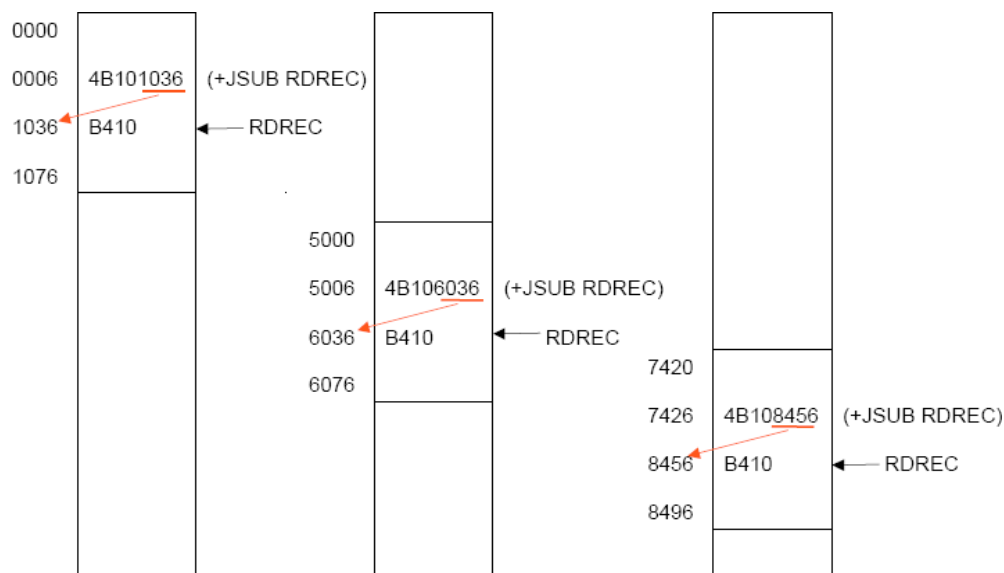 0000
0006 4B101036 (+JSUB RDREC)
1036 B410 RDREC
1076
5000
5006 4B106036 (+JSUB RDREC)
6036 B410 RDREC
6076
7420
7426 4B108456 (+JSUB RDREC)
8456 B410 RDREC
8496